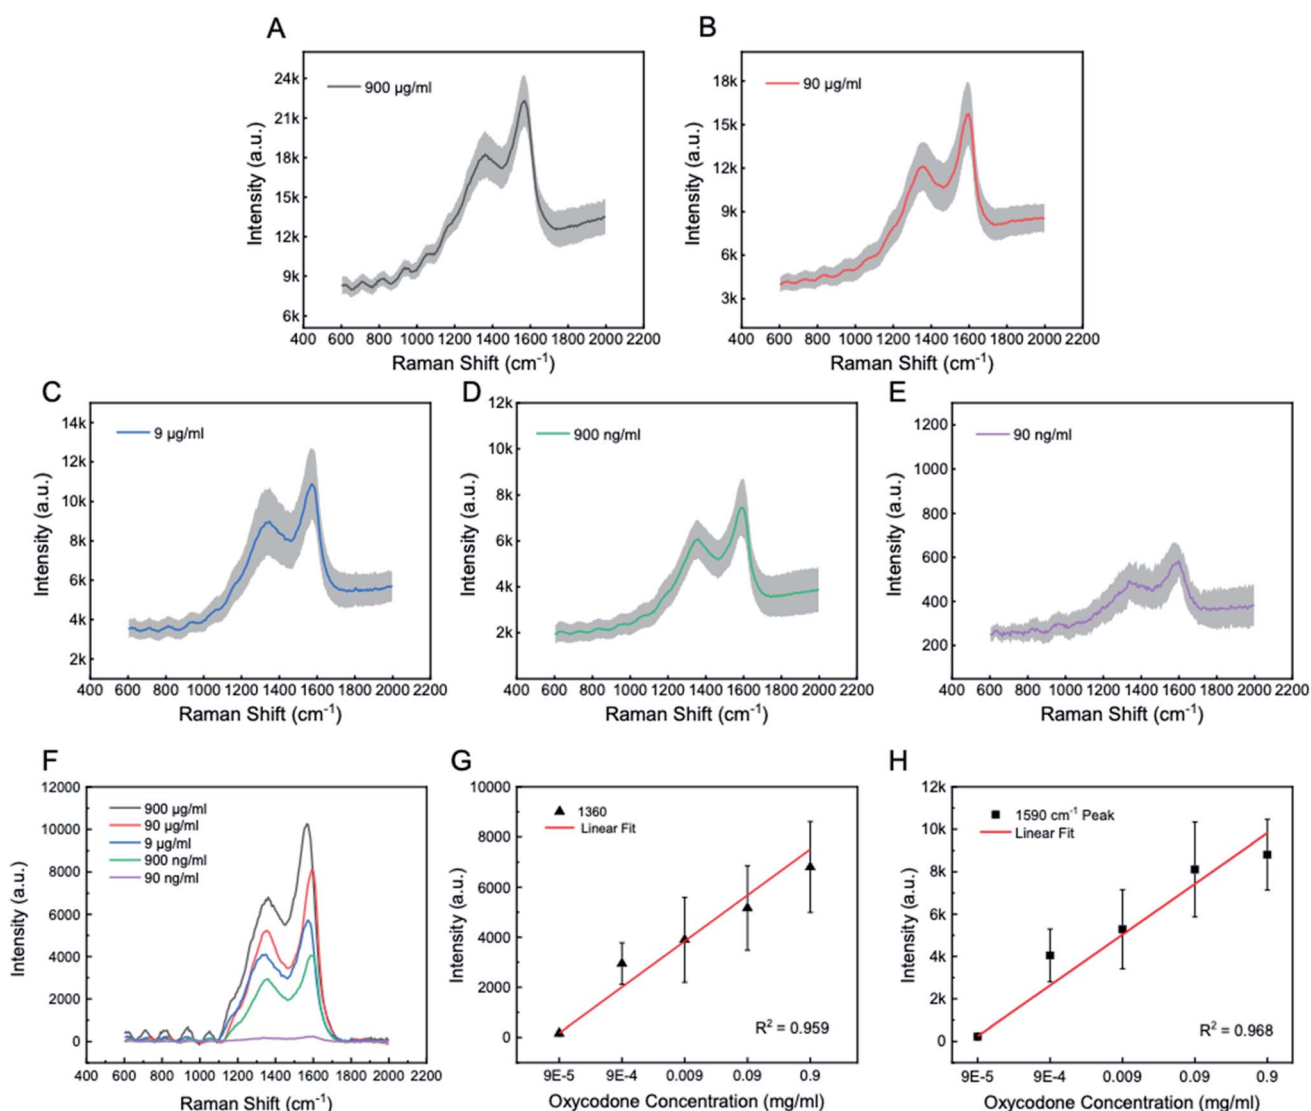 A
Intensity (a.u.)
24k
21k
18k
15k
12k
9k
6k
900 µg/ml
400 600 800 1000 1200 1400 1600 1800 2000 2200
Raman Shift (cm⁻¹)
B
Intensity (a.u.)
18k
15k
12k
9k
6k
3k
90 µg/ml
400 600 800 1000 1200 1400 1600 1800 2000 2200
Raman Shift (cm⁻¹)
C
Intensity (a.u.)
14k
12k
10k
8k
6k
4k
2k
9 µg/ml
400 600 800 1000 1200 1400 1600 1800 2000 2200
Raman Shift (cm⁻¹)
D
Intensity (a.u.)
12k
10k
8k
6k
4k
2k
900 ng/ml
400 600 800 1000 1200 1400 1600 1800 2000 2200
Raman Shift (cm⁻¹)
E
Intensity (a.u.)
1200
1000
800
600
400
200
90 ng/ml
400 600 800 1000 1200 1400 1600 1800 2000 2200
Raman Shift (cm⁻¹)
F
Intensity (a.u.)
12000
10000
8000
6000
4000
2000
0
900 µg/ml
90 µg/ml
9 µg/ml
900 ng/ml
90 ng/ml
400 600 800 1000 1200 1400 1600 1800 2000 2200
Raman Shift (cm⁻¹)
G
Intensity (a.u.)
10000
8000
6000
4000
2000
0
1360
Linear Fit
R² = 0.959
9E-5 9E-4 0.009 0.09 0.9
Oxycodone Concentration (mg/ml)
H
Intensity (a.u.)
12k
10k
8k
6k
4k
2k
0
1590 cm⁻¹ Peak
Linear Fit
R² = 0.968
9E-5 9E-4 0.009 0.09 0.9
Oxycodone Concentration (mg/ml)